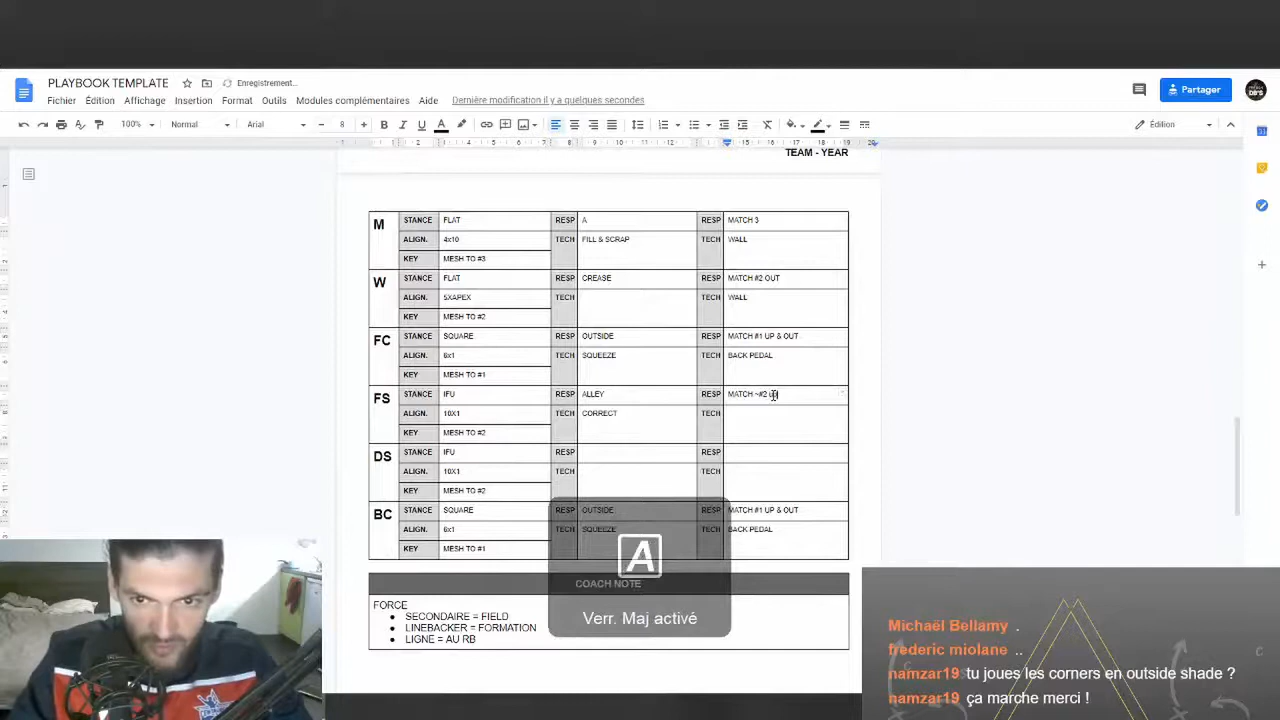 PLAYBOOK TEMPLATE
Enregistrement…
Fichier Édition Affichage Insertion Format Outils Modules complémentaires Aide Dernière modification il y a quelques secondes
Partager
100% Normal Arial 8 Édition
TEAM - YEAR
M STANCE FLAT RESP A RESP MATCH 3
ALIGN. 4x10 TECH FILL & SCRAP TECH WALL
KEY MESH TO #3
W STANCE FLAT RESP CREASE RESP MATCH #2 OUT
ALIGN. 5XAPEX TECH TECH WALL
KEY MESH TO #2
FC STANCE SQUARE RESP OUTSIDE RESP MATCH #1 UP & OUT
ALIGN. 6x1 TECH SQUEEZE TECH BACK PEDAL
KEY MESH TO #1
FS STANCE IFU RESP ALLEY RESP MATCH ~#2
ALIGN. 10X1 TECH CORRECT TECH
KEY MESH TO #2
DS STANCE IFU RESP RESP
ALIGN. 10X1 TECH TECH
KEY MESH TO #2
BC STANCE SQUARE RESP OUTSIDE RESP MATCH #1 UP & OUT
ALIGN. 6x1 TECH SQUEEZE TECH BACK PEDAL
KEY MESH TO #1
A
Verr. Maj activé
COACH NOTE
FORCE
● SECONDAIRE = FIELD
● LINEBACKER = FORMATION
● LIGNE = AU RB
Michaël Bellamy .
frederic miolane ..
namzar19 tu joues les corners en outside shade ?
namzar19 ça marche merci !